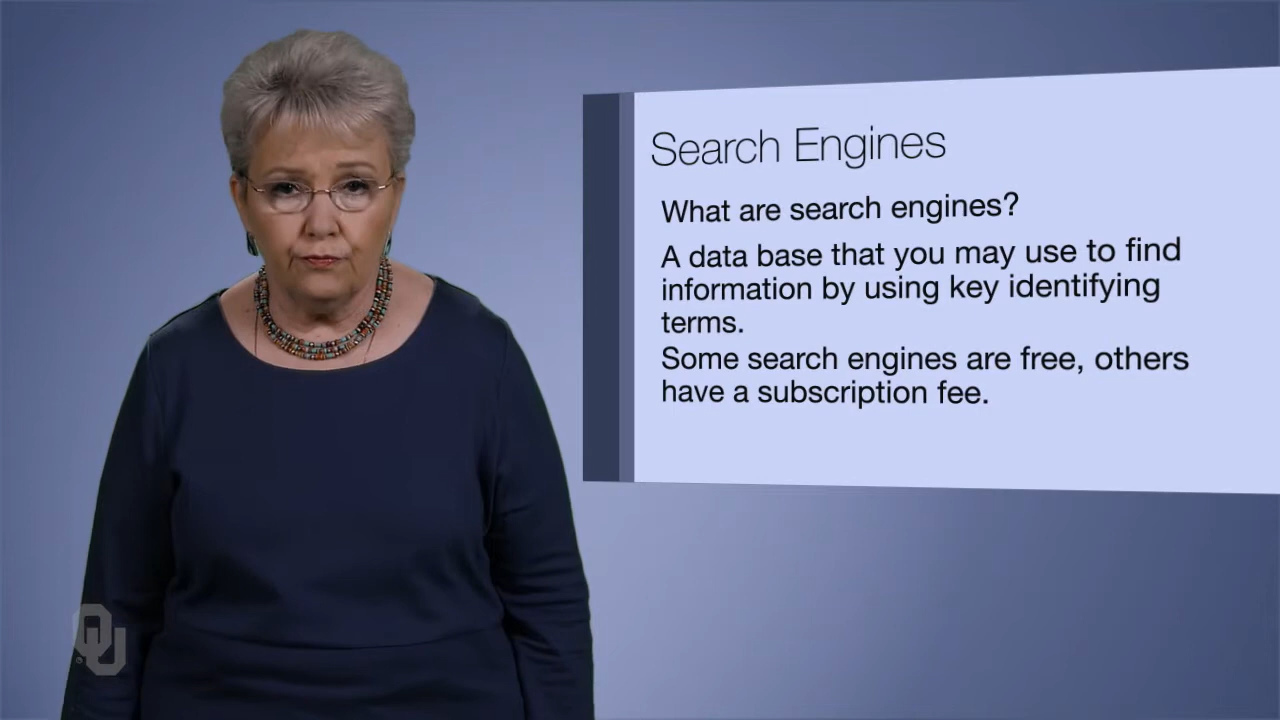 Search Engines
What are search engines?
A data base that you may use to find
information by using key identifying
terms.
Some search engines are free, others
have a subscription fee.
OU